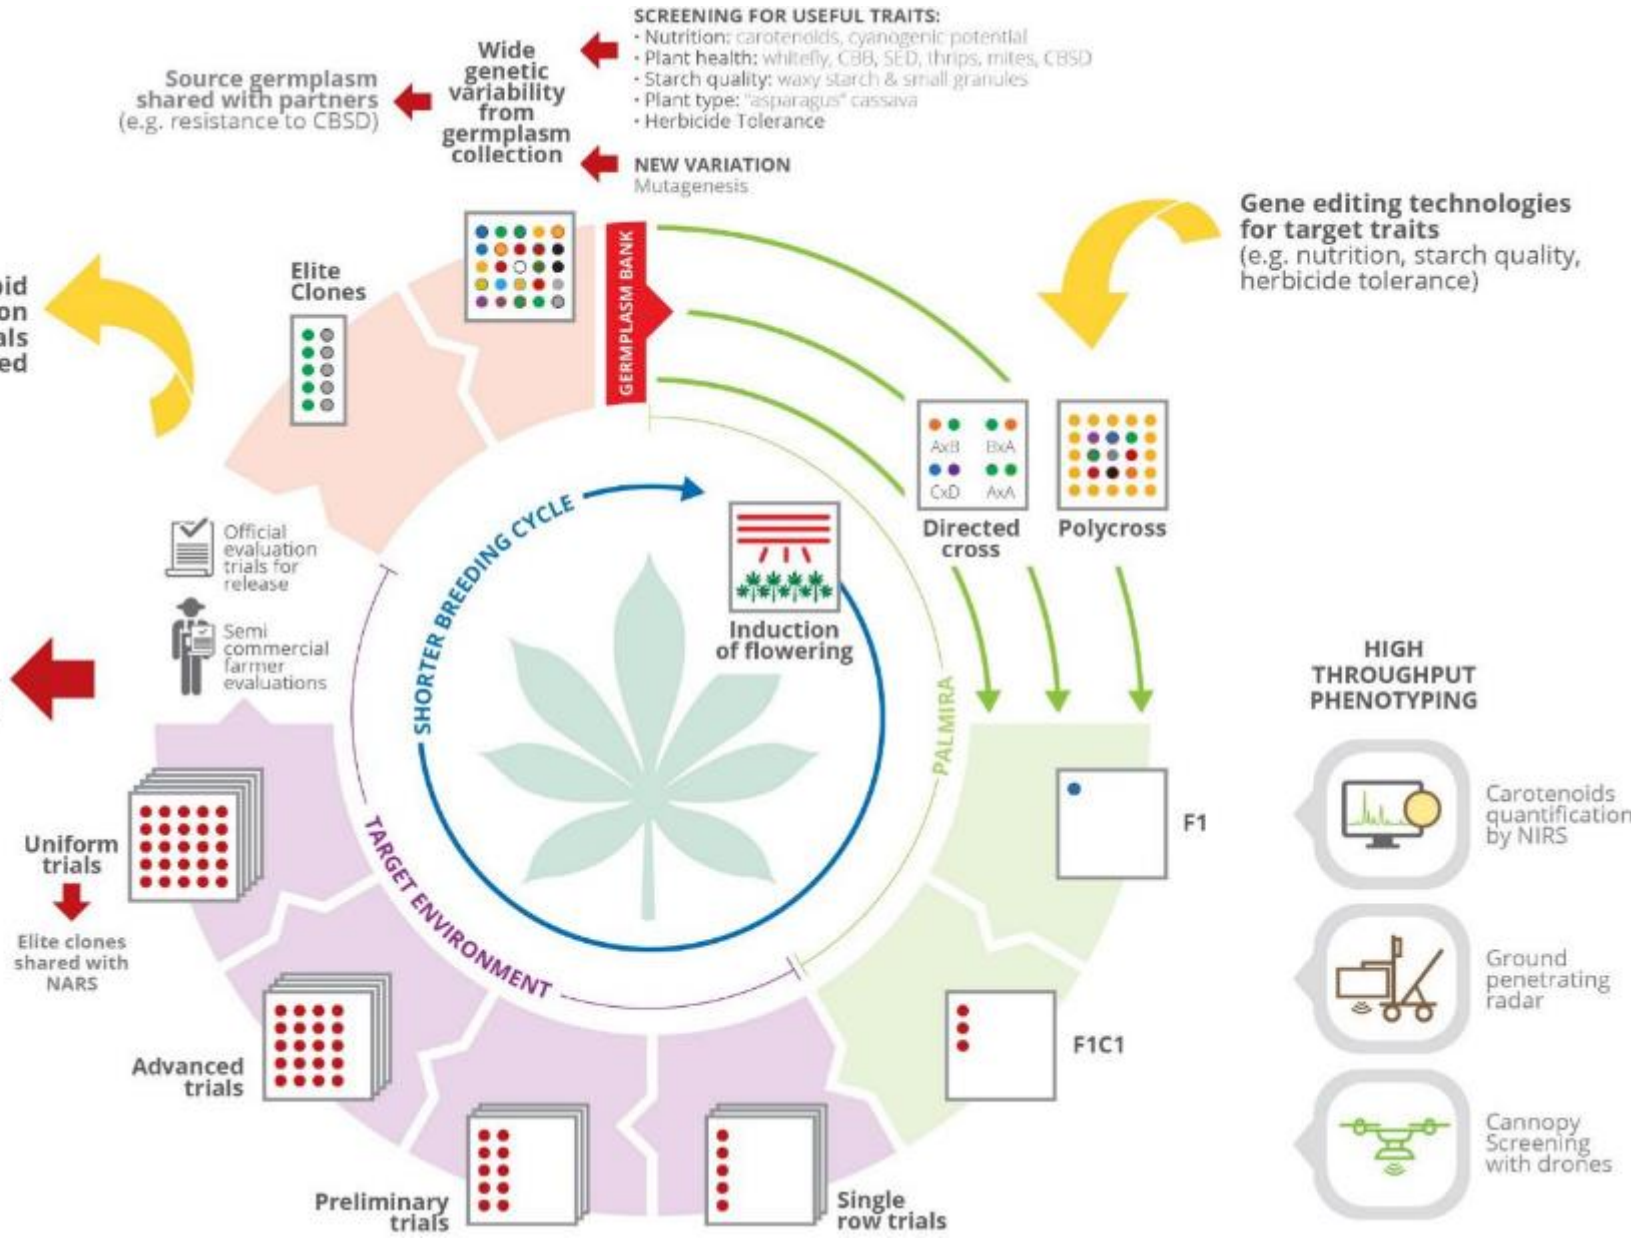 SCREENING FOR USEFUL TRAITS:
• Nutrition: carotenoids, cyanogenic potential
• Plant health: whitefly, CBB, SED, thrips, mites, CBSD
• Starch quality: waxy starch & small granules
• Plant type: "asparagus" cassava
• Herbicide Tolerance
Wide
genetic
variability
from
germplasm
collection
Source germplasm
shared with partners
(e.g. resistance to CBSD)
NEW VARIATION
Mutagenesis
Gene editing technologies
for target traits
(e.g. nutrition, starch quality,
herbicide tolerance)
GERMPLASM BANK
Elite
Clones
oid
on
als
ed
AxB BxA
CxD AxA
Directed
cross
Polycross
SHORTER BREEDING CYCLE
Induction
of flowering
Official
evaluation
trials for
release
Semi
commercial
farmer
evaluations
PALMIRA
TARGET ENVIRONMENT
HIGH
THROUGHPUT
PHENOTYPING
Carotenoids
quantification
by NIRS
Ground
penetrating
radar
Cannopy
Screening
with drones
F1
F1C1
Single
row trials
Preliminary
trials
Advanced
trials
Uniform
trials
Elite clones
shared with
NARS